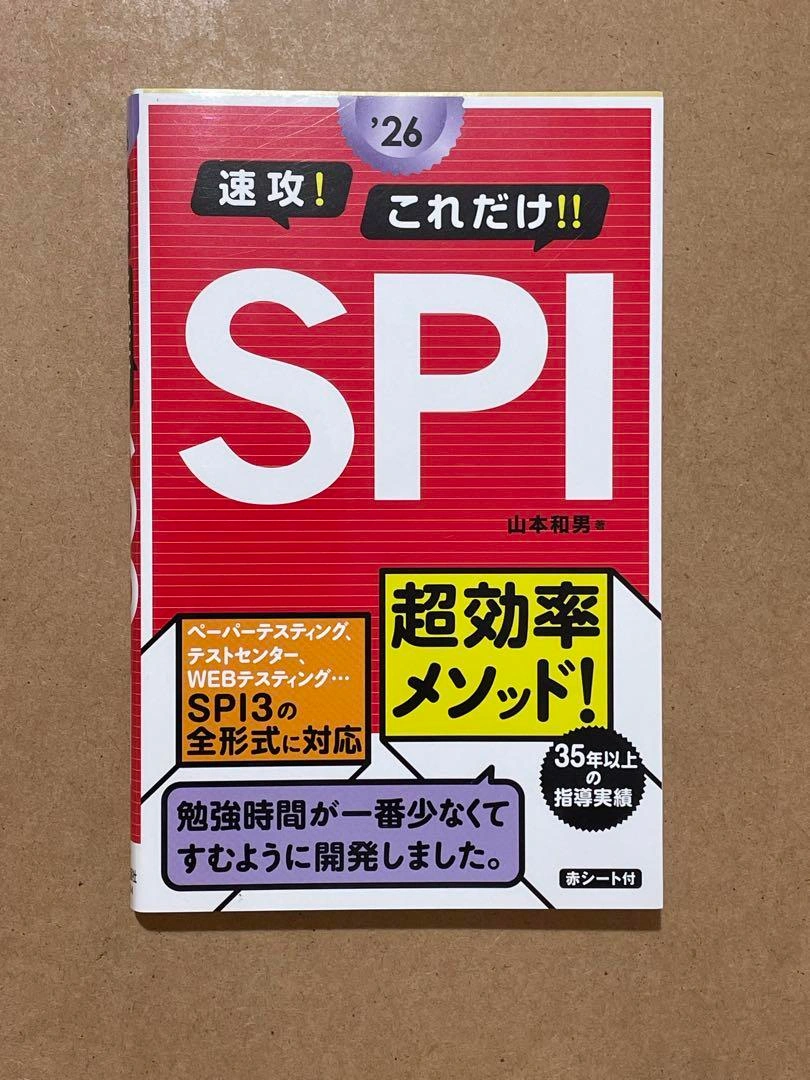 '26
速攻!
これだけ!!
SPI
山本和男 著
超効率
メソッド!
ペーパーテスティング、
テストセンター、
WEBテスティング…
SPI3の
全形式に対応
35年以上
の
指導実績
勉強時間が一番少なくて
すむように開発しました。
赤シート付